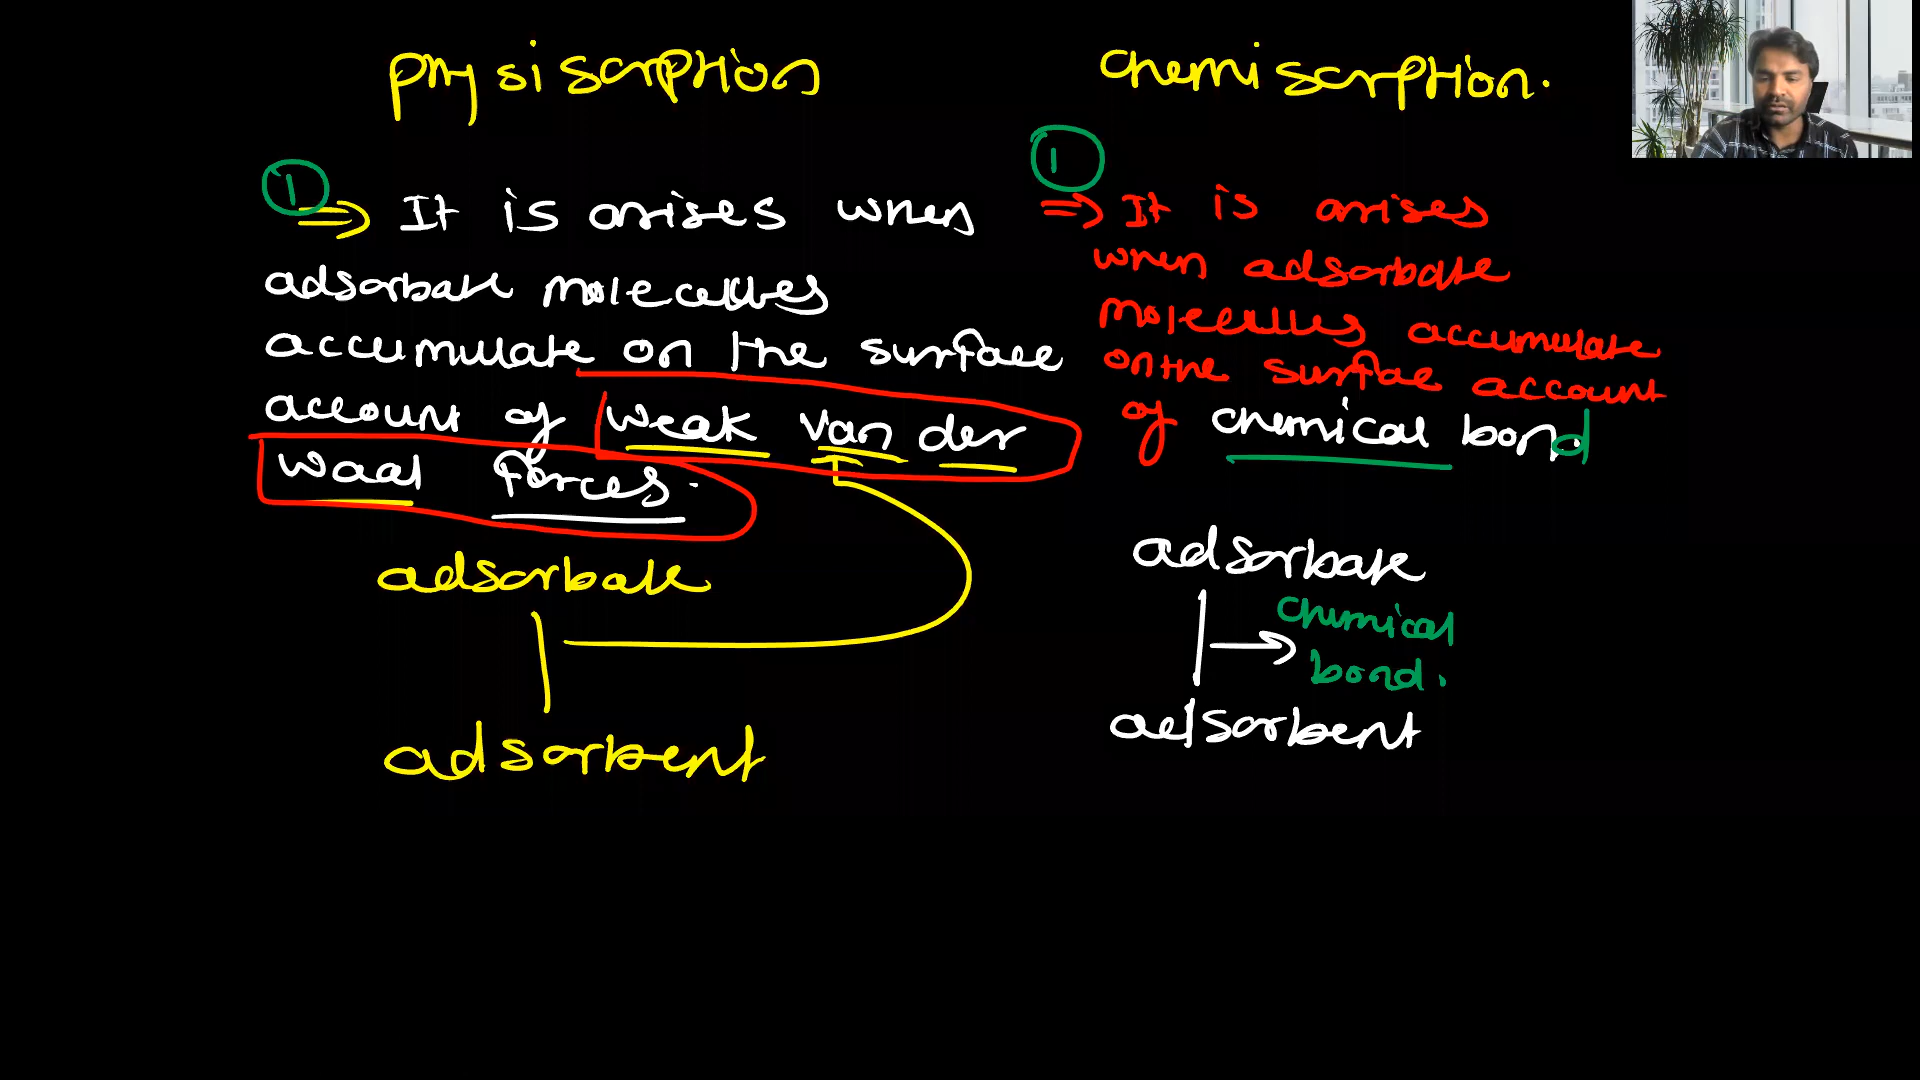 physisorption
1
⇒ It is arises when
adsorbate molecules
accumulate on the surface
account of weak van der
waal forces.
adsorbate
adsorbent
chemisorption.
1
⇒ It is arises
when adsorbate
molecules accumulate
on the surfae account
of chemical bond
adsorbate
chemical
bond.
adsorbent